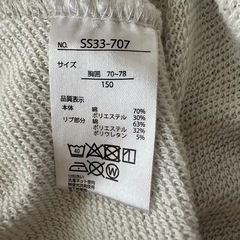 NO. SS33-707
サイズ
胸囲 70~78
150
品質表示
本体 綿 70%
ポリエステル 30%
リブ部分 綿 63%
ポリエステル 32%
ポリウレタン 5%